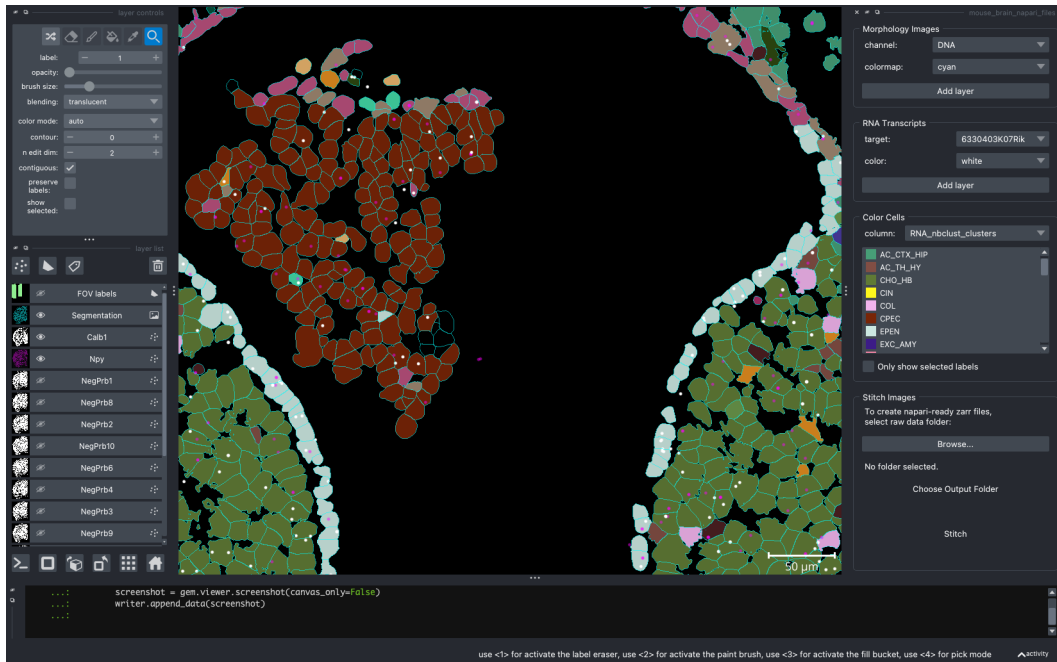 layer controls
label: 1
opacity:
brush size:
blending: translucent
color mode: auto
contour: 0
n edit dim: 2
contiguous:
preserve labels:
show selected:
layer list
FOV labels
Segmentation
Calb1
Npy
NegPrb1
NegPrb8
NegPrb2
NegPrb10
NegPrb6
NegPrb4
NegPrb3
NegPrb9
50 μm
mouse_brain_napari_files
Morphology Images
channel: DNA
colormap: cyan
Add layer
RNA Transcripts
target: 6330403K07Rik
color: white
Add layer
Color Cells
column: RNA_nbclust_clusters
AC_CTX_HIP
AC_TH_HY
CHO_HB
CIN
COL
CPEC
EPEN
EXC_AMY
Only show selected labels
Stitch Images
To create napari-ready zarr files,
select raw data folder:
Browse...
No folder selected.
Choose Output Folder
Stitch
...: screenshot = gem.viewer.screenshot(canvas_only=False)
...: writer.append_data(screenshot)
...:
use <1> for activate the label eraser, use <2> for activate the paint brush, use <3> for activate the fill bucket, use <4> for pick mode
activity